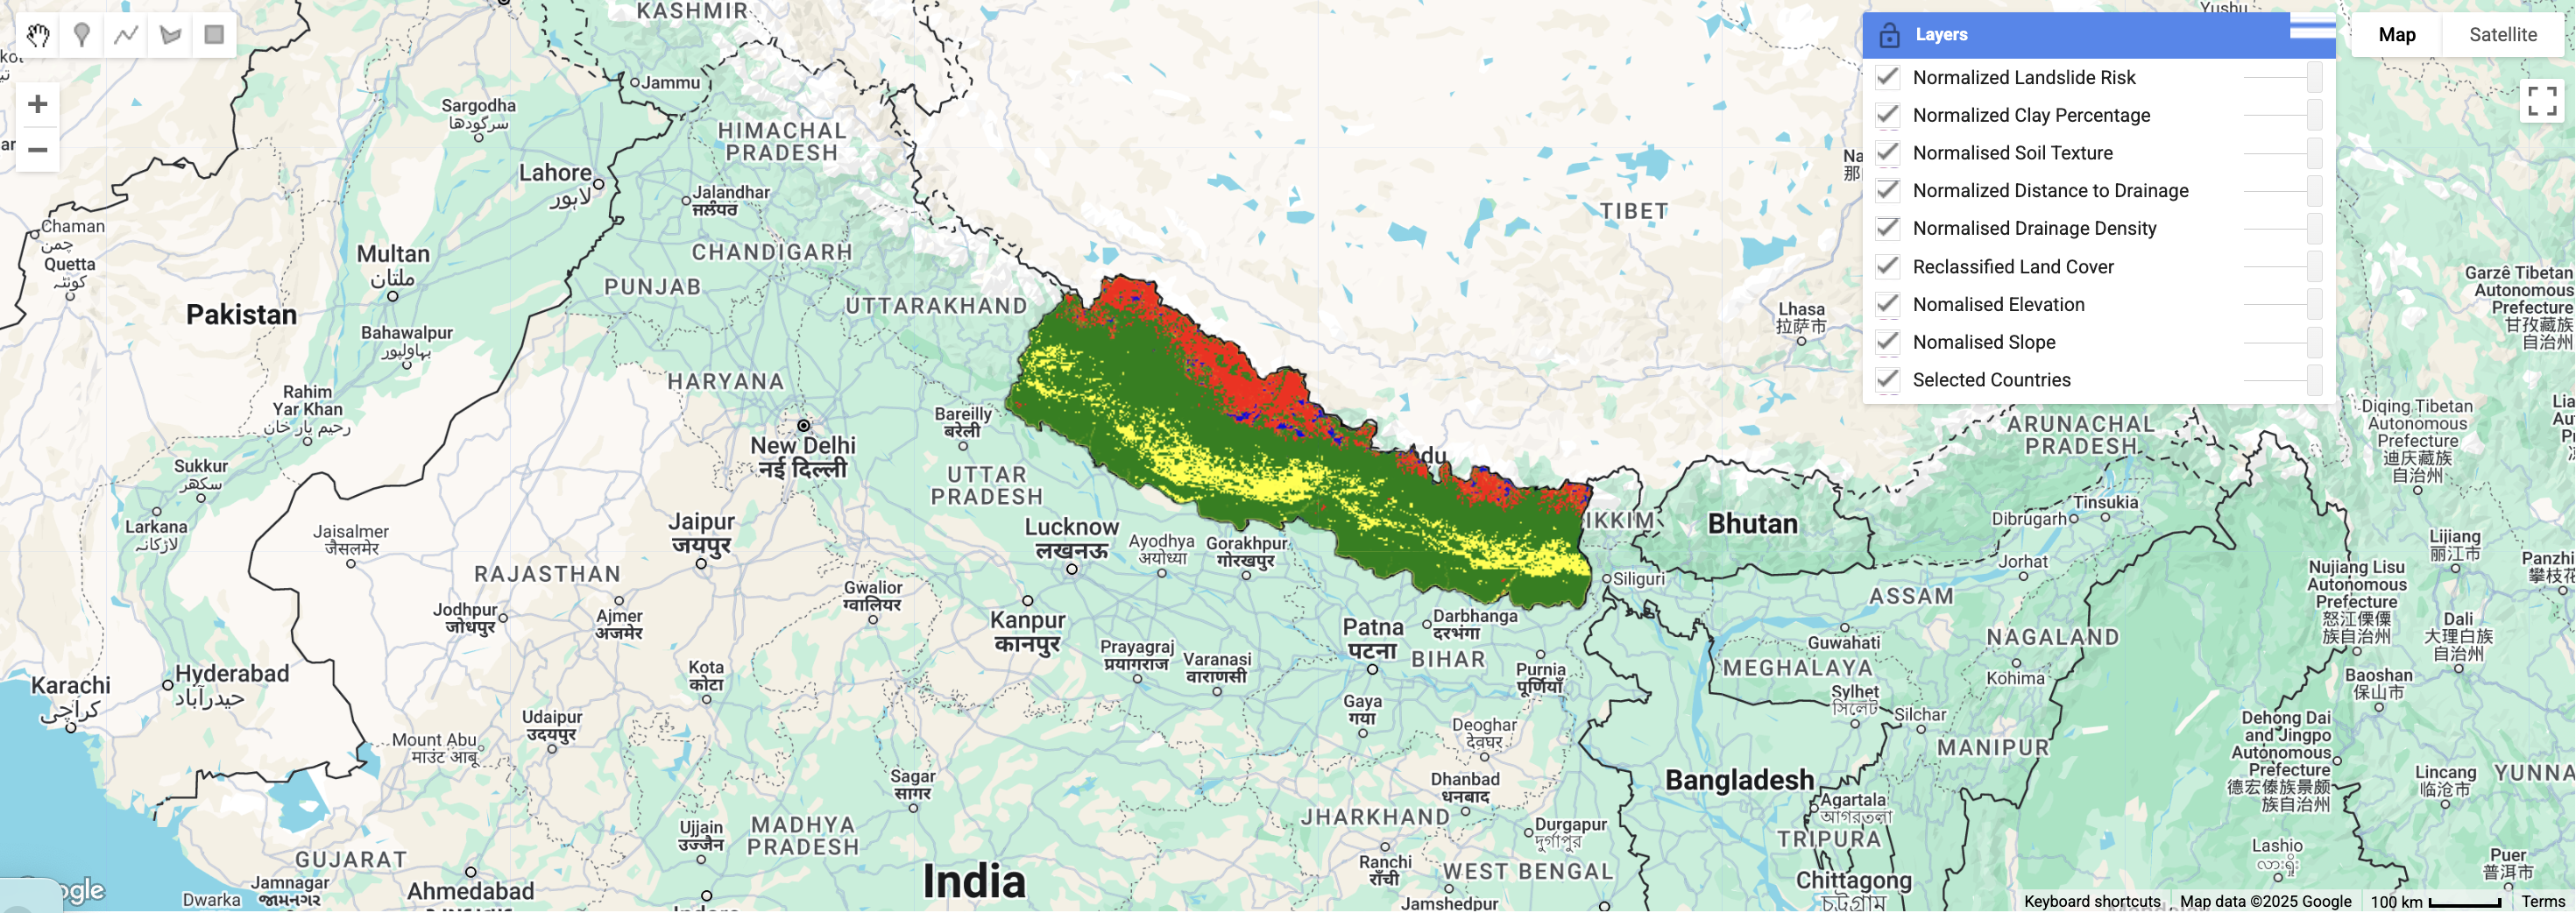 KASHMIR
Yushu
Layers
Map
Satellite
Normalized Landslide Risk
Normalized Clay Percentage
Normalised Soil Texture
Normalized Distance to Drainage
Normalised Drainage Density
Reclassified Land Cover
Nomalised Elevation
Nomalised Slope
Selected Countries
Jammu
Sargodha
سرگودھا
HIMACHAL
PRADESH
Lahore
لاہور
Jalandhar
ਜਲੰਧਰ
Chaman
چمن
Quetta
کوئٹہ
Multan
ملتان
CHANDIGARH
PUNJAB
TIBET
Pakistan
Bahawalpur
بہاولپور
UTTARAKHAND
Lhasa
拉萨市
Garzê Tibetan
Autonomous
Prefecture
甘孜藏族
自治州
HARYANA
Rahim
Yar Khan
رحیم یار خان
Bareilly
बरेली
New Delhi
नई दिल्ली
du
ARUNACHAL
PRADESH
Diqing Tibetan
Autonomous
Prefecture
迪庆藏族
自治州
Sukkur
سکھر
UTTAR
PRADESH
Larkana
لاڑکانہ
Jaisalmer
जैसलमेर
Jaipur
जयपुर
Lucknow
लखनऊ
Ayodhya
अयोध्या
Gorakhpur
गोरखपुर
IKKIM
Bhutan
Dibrugarh
Tinsukia
Lijiang
丽江市
Panzhi
攀枝花
RAJASTHAN
Gwalior
ग्वालियर
Siliguri
Jorhat
ASSAM
Nujiang Lisu
Autonomous
Prefecture
怒江傈僳
族自治州
Jodhpur
जोधपुर
Ajmer
अजमेर
Kanpur
कानपुर
Patna
पटना
Darbhanga
दरभंगा
Guwahati
NAGALAND
Dali
大理白族
自治州
Prayagraj
प्रयागराज
Varanasi
वाराणसी
BIHAR
Purnia
पूर्णियाँ
MEGHALAYA
Kohima
Baoshan
保山市
Karachi
کراچی
Hyderabad
حيدرآباد
Kota
कोटा
Gaya
गया
Sylhet
সিলেট
Silchar
Udaipur
उदयपुर
Mount Abu
माउंट आबू
Deoghar
देवघर
MANIPUR
Dehong Dai
and Jingpo
Autonomous
Prefecture
德宏傣族景颇
族自治州
Sagar
सागर
Dhanbad
धनबाद
Bangladesh
Lincang
临沧市
YUNNA
Agartala
আগরতলা
JHARKHAND
Ujjain
उज्जैन
MADHYA
PRADESH
Durgapur
দুর্গাপুর
TRIPURA
GUJARAT
Ranchi
राँची
WEST BENGAL
Lashio
လားရှိုး
Puer
普洱市
Jamnagar
જામનગર
Ahmedabad
India
Chittagong
চট্টগ্রাম
Dwarka
Jamshedpur
ogle
Keyboard shortcuts
Map data ©2025 Google
100 km
Terms